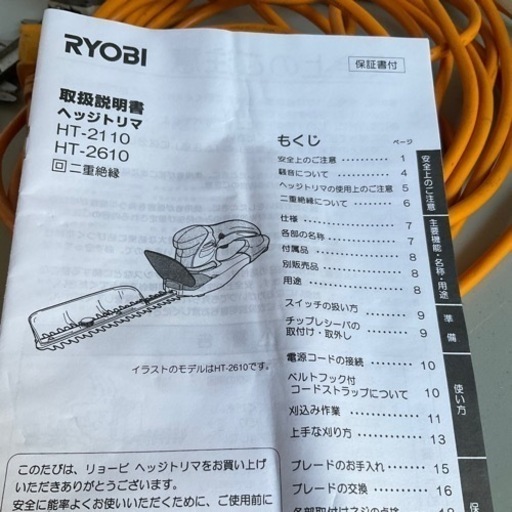 RYOBI
保証書付
取扱説明書
ヘッジトリマ
HT-2110
HT-2610
回 二重絶縁
イラストのモデルはHT-2610です。
このたびは、リョービ ヘッジトリマをお買い上げ
いただきありがとうございます。
安全に能率よくお使いいただくために、ご使用前に
もくじ
ページ
安全上のご注意 ………… 1
騒音について ………… 4
ヘッジトリマの使用上のご注意 5
二重絶縁について ………… 6
仕様 ………… 7
各部の名称 ………… 7
付属品 ………… 8
別販売品 ………… 8
用途 ………… 8
スイッチの扱い方 ………… 9
チップレシーバの
取付け・取外し ………… 9
電源コードの接続 ………… 10
ベルトフック付
コードストラップについて 10
刈込み作業 ………… 11
上手な刈り方 ………… 13
ブレードのお手入れ ………… 15
ブレードの交換 ………… 16
各部取付けネジの点検
安全上のご注意
主要機能・名称・用途
準備
使い方